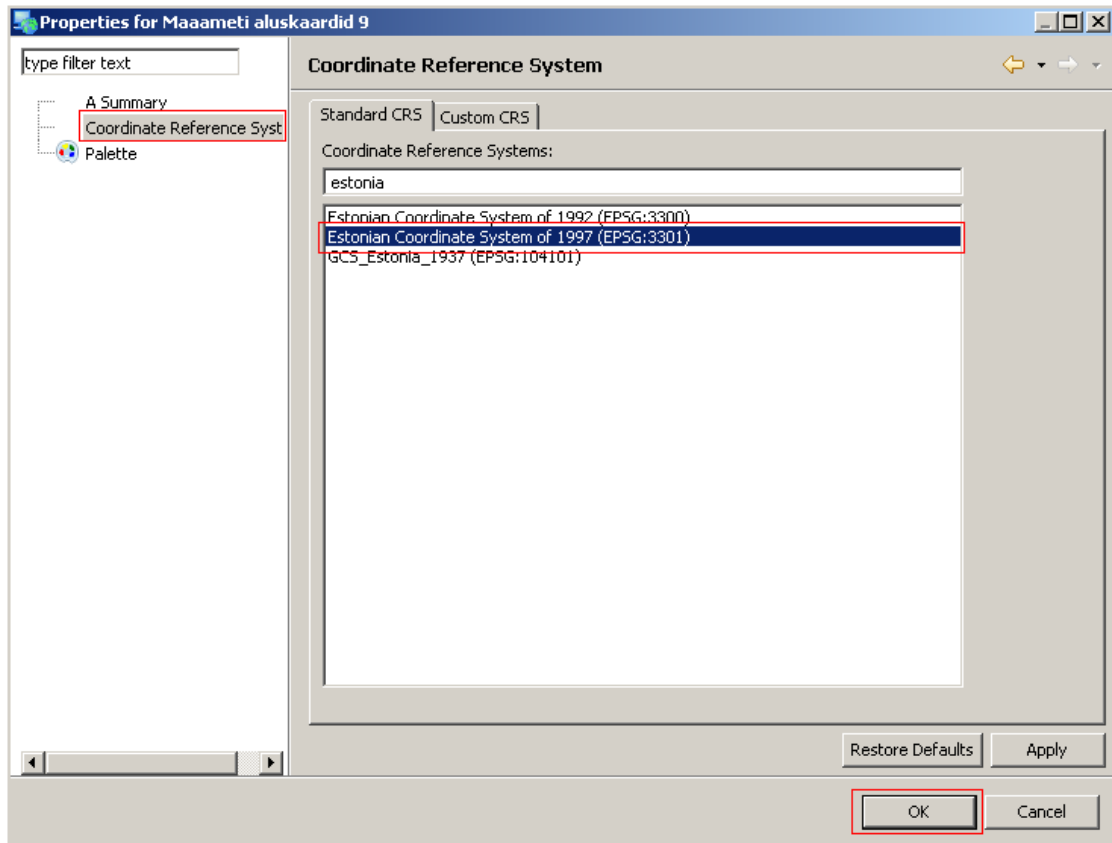 Properties for Maaameti aluskaardid 9
type filter text
A Summary
Coordinate Reference Syst
Palette
Coordinate Reference System
Standard CRS
Custom CRS
Coordinate Reference Systems:
estonia
Estonian Coordinate System of 1992 (EPSG:3300)
Estonian Coordinate System of 1997 (EPSG:3301)
GCS_Estonia_1937 (EPSG:104101)
Restore Defaults
Apply
OK
Cancel